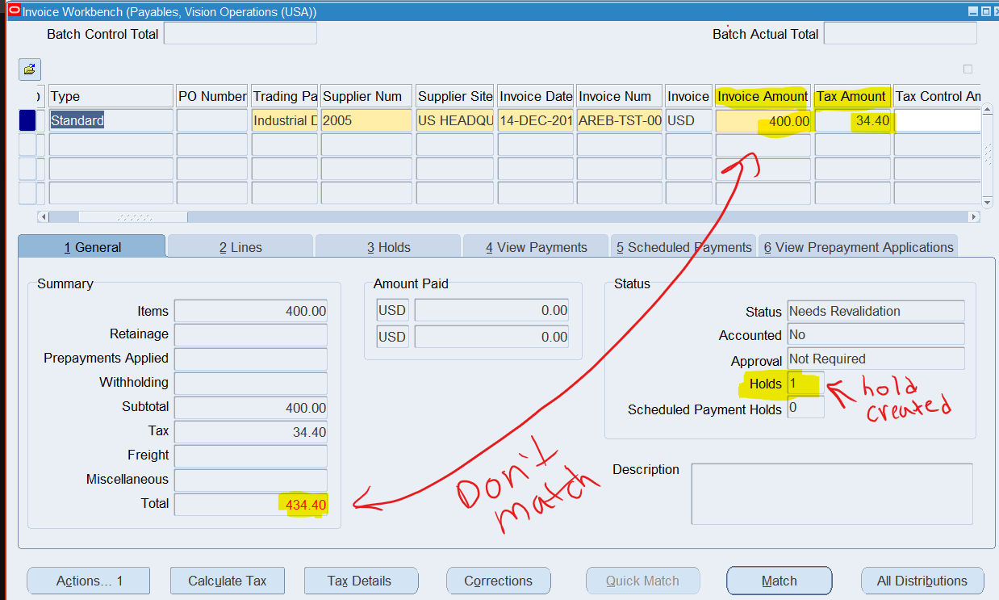 Invoice Workbench (Payables, Vision Operations (USA))
Batch Control Total
Batch Actual Total
Type PO Number Trading Pa Supplier Num Supplier Site Invoice Date Invoice Num Invoice Invoice Amount Tax Amount Tax Control Am
Standard Industrial D 2005 US HEADQU 14-DEC-201 AREB-TST-00 USD 400.00 34.40
1 General 2 Lines 3 Holds 4 View Payments 5 Scheduled Payments 6 View Prepayment Applications
Summary
Items 400.00
Retainage
Prepayments Applied
Withholding
Subtotal 400.00
Tax 34.40
Freight
Miscellaneous
Total 434.40
Amount Paid
USD 0.00
USD 0.00
Status
Status Needs Revalidation
Accounted No
Approval Not Required
Holds 1
Scheduled Payment Holds 0
hold
created
Don't
match
Description
Actions... 1 Calculate Tax Tax Details Corrections Quick Match Match All Distributions